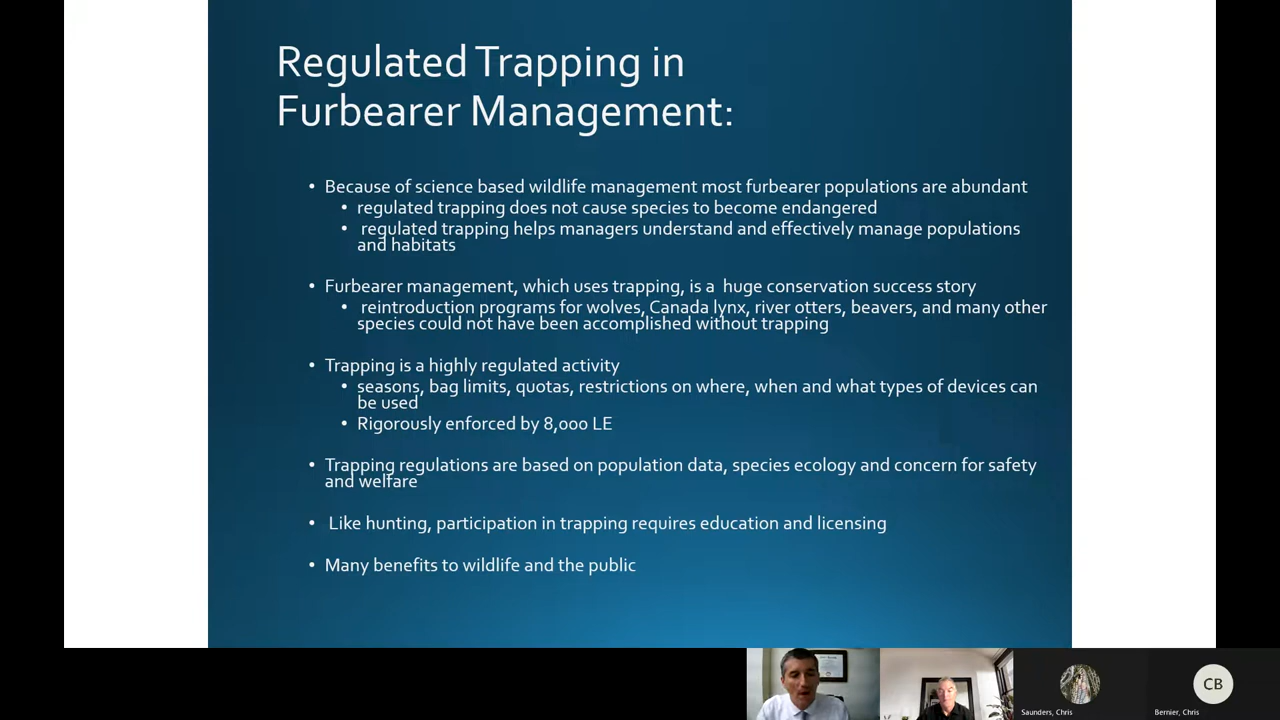 Regulated Trapping in
Furbearer Management:
• Because of science based wildlife management most furbearer populations are abundant
• regulated trapping does not cause species to become endangered
• regulated trapping helps managers understand and effectively manage populations
and habitats
• Furbearer management, which uses trapping, is a huge conservation success story
• reintroduction programs for wolves, Canada lynx, river otters, beavers, and many other
species could not have been accomplished without trapping
• Trapping is a highly regulated activity
• seasons, bag limits, quotas, restrictions on where, when and what types of devices can
be used
• Rigorously enforced by 8,000 LE
• Trapping regulations are based on population data, species ecology and concern for safety
and welfare
• Like hunting, participation in trapping requires education and licensing
• Many benefits to wildlife and the public
CB
Saunders, Chris
Bernier, Chris